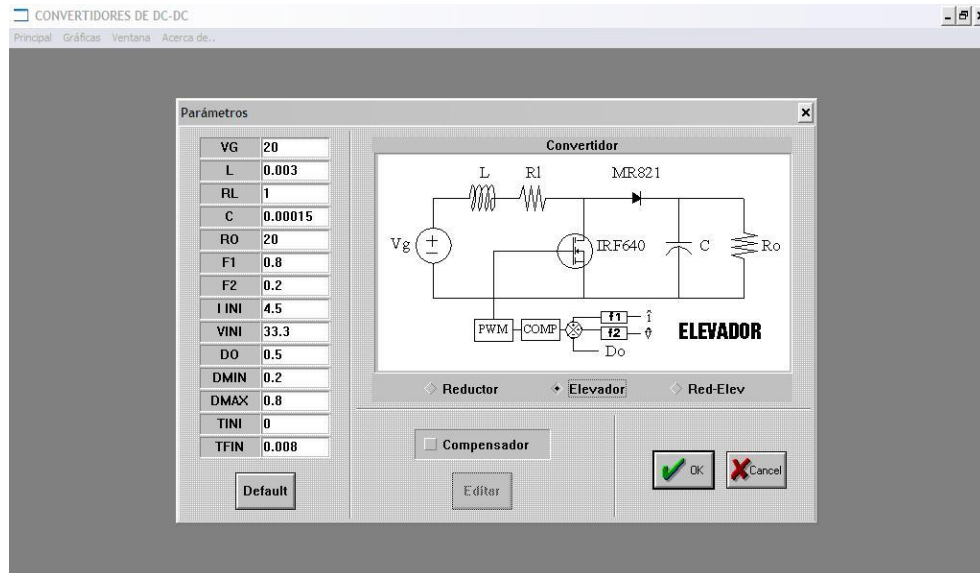 CONVERTIDORES DE DC-DC
Principal Gráficas Ventana Acerca de..
Parámetros
VG 20
L 0.003
RL 1
C 0.00015
RO 20
F1 0.8
F2 0.2
I INI 4.5
VINI 33.3
DO 0.5
DMIN 0.2
DMAX 0.8
TINI 0
TFIN 0.008
Default
Convertidor
L Rl MR821
Vg IRF640 C Ro
PWM COMP f1 î
f2 v̂
Do
ELEVADOR
Reductor Elevador Red-Elev
Compensador
Editar
OK Cancel